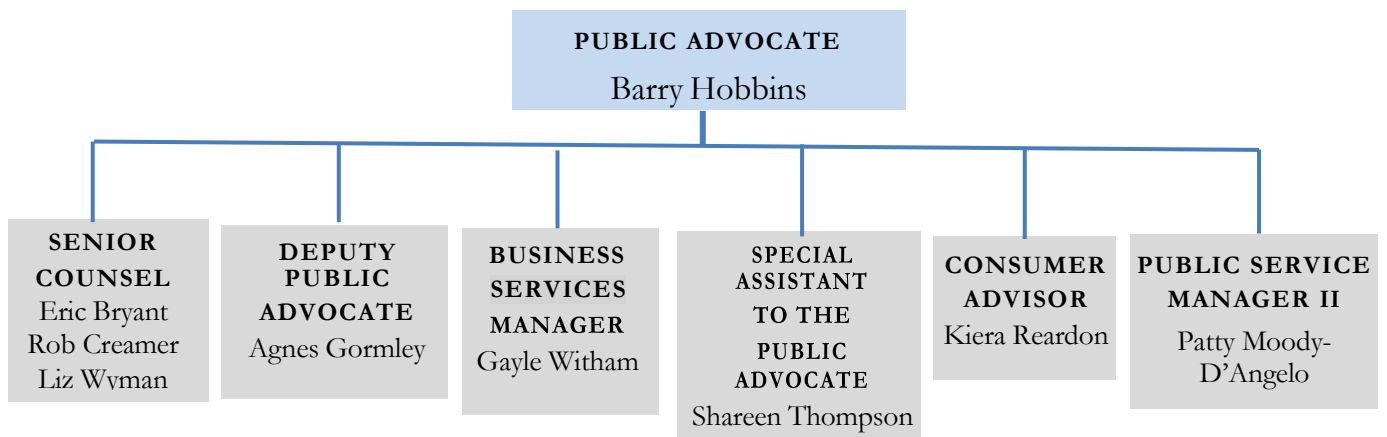 PUBLIC ADVOCATE
Barry Hobbins
SENIOR
COUNSEL
Eric Bryant
Rob Creamer
Liz Wyman
DEPUTY
PUBLIC
ADVOCATE
Agnes Gormley
BUSINESS
SERVICES
MANAGER
Gayle Witham
SPECIAL
ASSISTANT
TO THE
PUBLIC
ADVOCATE
Shareen Thompson
CONSUMER
ADVISOR
Kiera Reardon
PUBLIC SERVICE
MANAGER II
Patty Moody-
D’Angelo